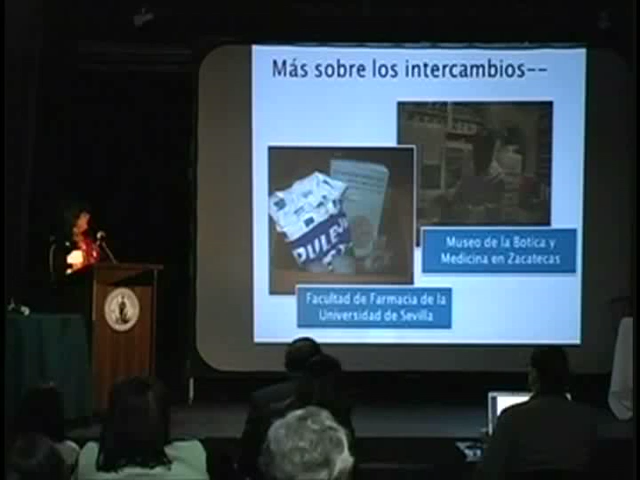 Más sobre los intercambios--
PULEV
Museo de la Botica y
Medicina en Zacatecas
Facultad de Farmacia de la
Universidad de Sevilla